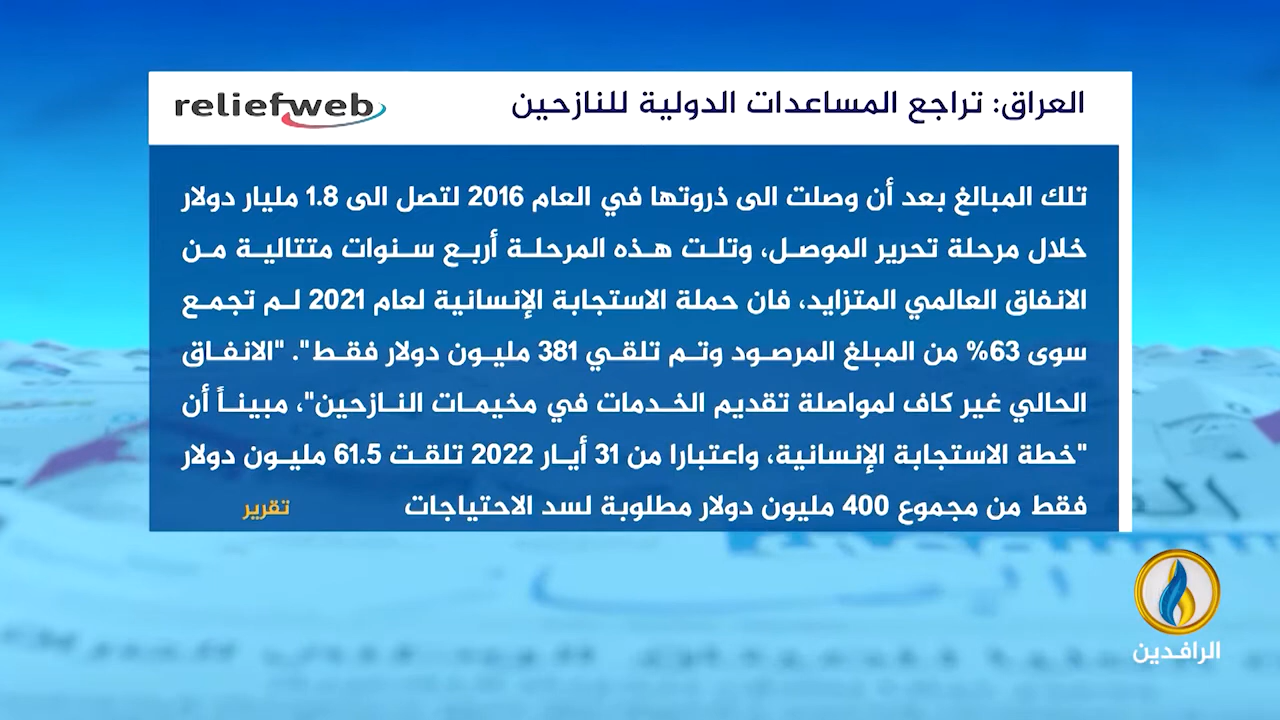 العراق: تراجع المساعدات الدولية للنازحين
reliefweb
تلك المبالغ بعد أن وصلت الى ذروتها في العام 2016 لتصل الى 1.8 مليار دولار
خلال مرحلة تحرير الموصل، وتلت هذه المرحلة أربع سنوات متتالية من
الانفاق العالمي المتزايد، فان حملة الاستجابة الإنسانية لعام 2021 لم تجمع
سوى 63% من المبلغ المرصود وتم تلقي 381 مليون دولار فقط". "الانفاق
الحالي غير كاف لمواصلة تقديم الخدمات في مخيمات النازحين"، مبيناً أن
"خطة الاستجابة الإنسانية، واعتبارا من 31 أيار 2022 تلقت 61.5 مليون دولار
فقط من مجموع 400 مليون دولار مطلوبة لسد الاحتياجات
تقرير
الرافدين